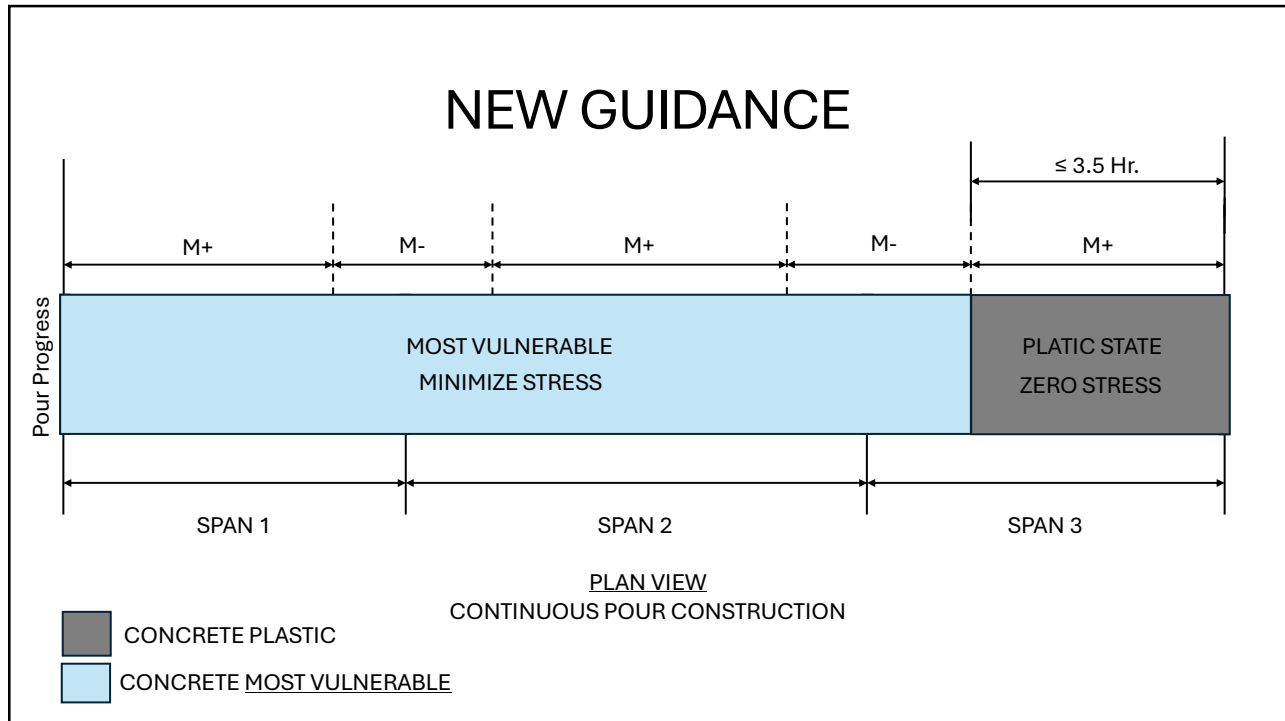 NEW GUIDANCE
≤ 3.5 Hr.
M+
M-
M+
M-
M+
Pour Progress
MOST VULNERABLE
MINIMIZE STRESS
PLATIC STATE
ZERO STRESS
SPAN 1
SPAN 2
SPAN 3
PLAN VIEW
CONTINUOUS POUR CONSTRUCTION
CONCRETE PLASTIC
CONCRETE MOST VULNERABLE